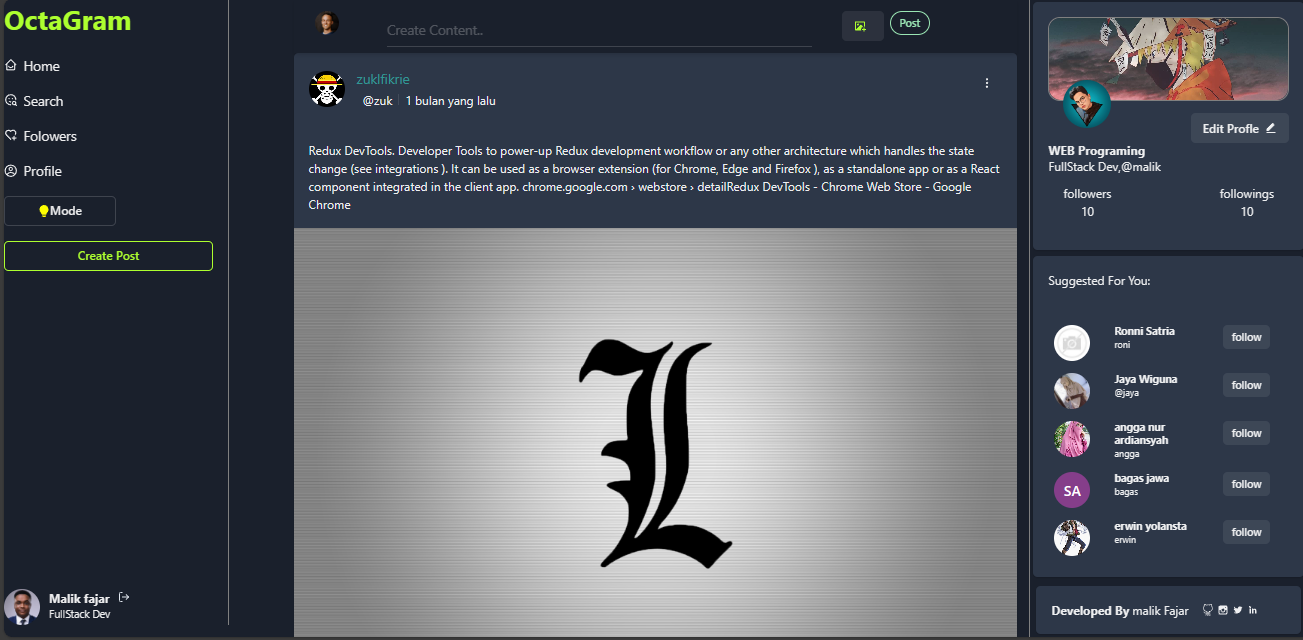 OctaGram
Home
Search
Folowers
Profile
Mode
Create Post
Malik fajar
FullStack Dev
Create Content..
Post
zuklfikrie
@zuk | 1 bulan yang lalu
Redux DevTools. Developer Tools to power-up Redux development workflow or any other architecture which handles the state
change (see integrations ). It can be used as a browser extension (for Chrome, Edge and Firefox ), as a standalone app or as a React
component integrated in the client app. chrome.google.com › webstore › detailRedux DevTools - Chrome Web Store - Google
Chrome
L
Edit Profle
WEB Programing
FullStack Dev,@malik
followers followings
10 10
Suggested For You:
Ronni Satria
roni
follow
Jaya Wiguna
@jaya
follow
angga nur
ardiansyah
angga
follow
SA
bagas jawa
bagas
follow
erwin yolansta
erwin
follow
Developed By malik Fajar